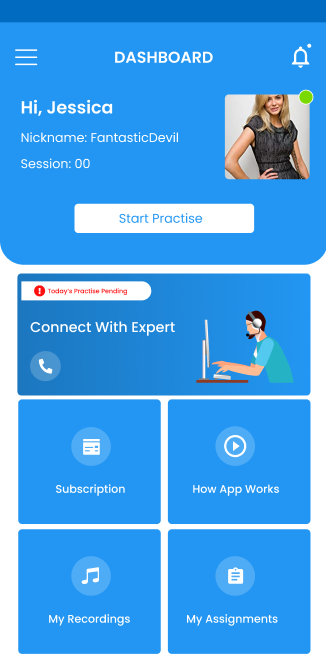 DASHBOARD
Hi, Jessica
Nickname: FantasticDevil
Session: 00
Start Practise
Today's Practise Pending
Connect With Expert
Subscription
How App Works
My Recordings
My Assignments